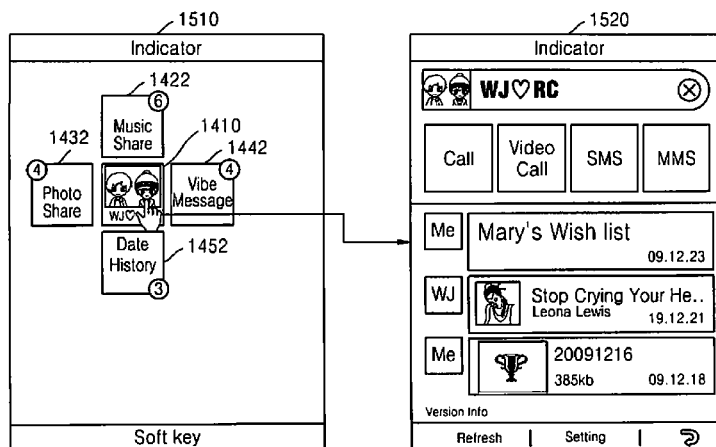 1510
Indicator
1422
6
Music
Share
1432
1410
1442
4
Photo
Share
WJ♡
4
Vibe
Message
Date
History
3
1452
Soft key
1520
Indicator
WJ♡RC
Call
Video
Call
SMS
MMS
Me
Mary's Wish list
09.12.23
WJ
Stop Crying Your He..
Leona Lewis
19.12.21
Me
20091216
385kb
09.12.18
Version Info
Refresh
Setting